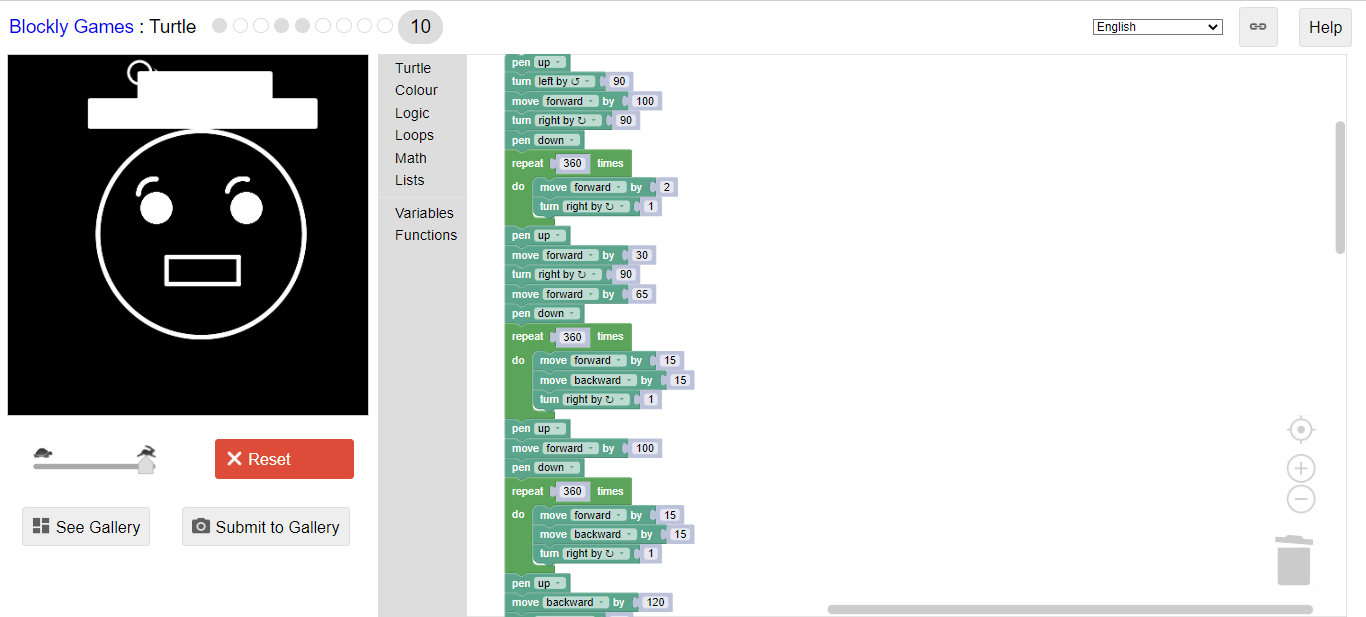 Blockly Games : Turtle
10
English
Help
Turtle
Colour
Logic
Loops
Math
Lists
Variables
Functions
pen up
turn left by ↺ 90
move forward by 100
turn right by ↻ 90
pen down
repeat 360 times
do move forward by 2
turn right by ↻ 1
pen up
move forward by 30
turn right by ↻ 90
move forward by 65
pen down
repeat 360 times
do move forward by 15
move backward by 15
turn right by ↻ 1
pen up
move forward by 100
pen down
repeat 360 times
do move forward by 15
move backward by 15
turn right by ↻ 1
pen up
move backward by 120
Reset
See Gallery
Submit to Gallery